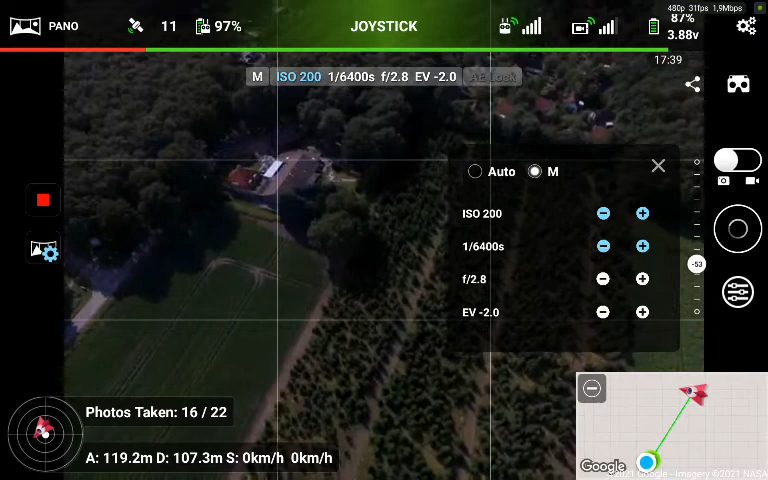 480p 31fps 1,9Mbps
PANO
11
97%
JOYSTICK
87%
3.88v
17:39
M ISO 200 1/6400s f/2.8 EV -2.0 AE Lock
Auto M
ISO 200
1/6400s
f/2.8
EV -2.0
-53
Photos Taken: 16 / 22
A: 119.2m D: 107.3m S: 0km/h 0km/h
Google
©2021 Google - Imagery ©2021 NASA